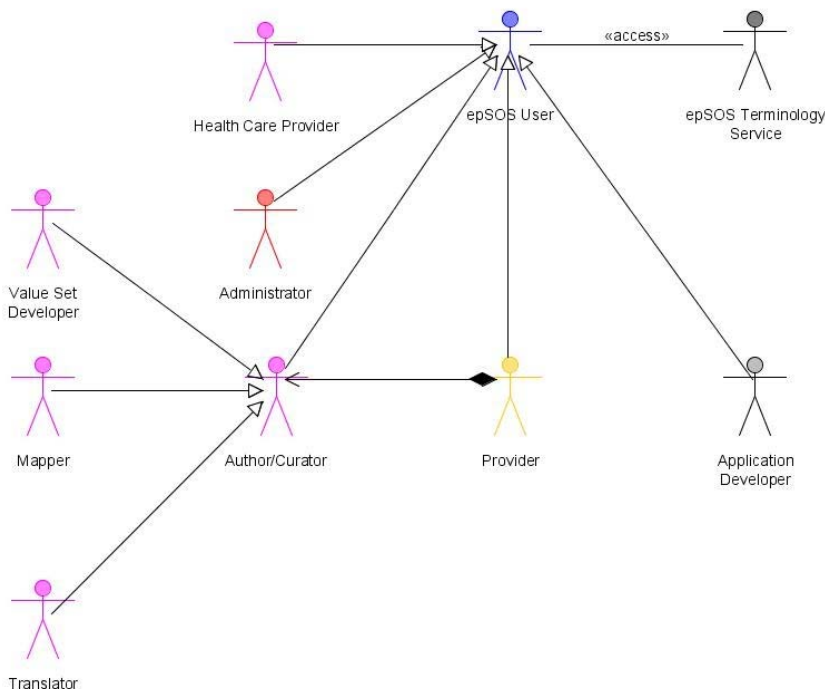 «access»
Health Care Provider
epSOS User
epSOS Terminology
Service
Value Set
Developer
Administrator
Mapper
Author/Curator
Provider
Application
Developer
Translator